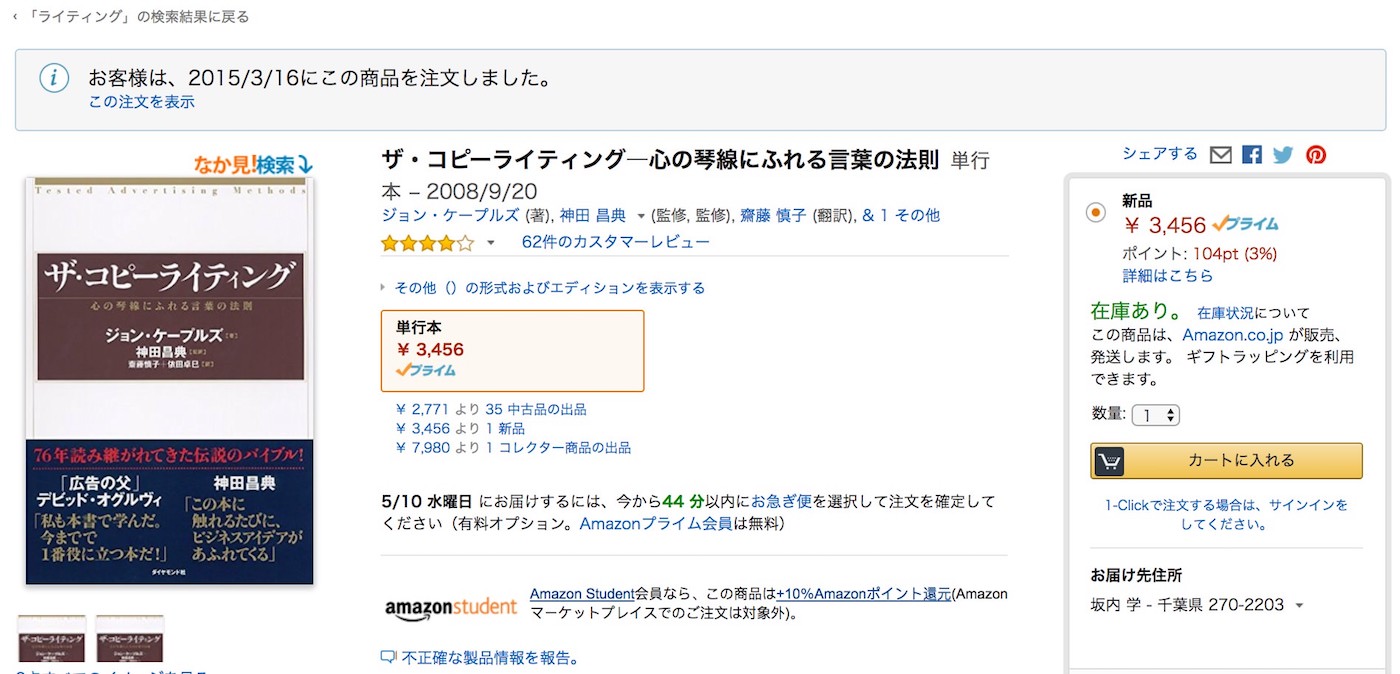 ‹ 「ライティング」の検索結果に戻る
お客様は、2015/3/16にこの商品を注文しました。
この注文を表示
なか見!検索
Tested Advertising Methods
ザ・コピーライティング
心の琴線にふれる言葉の法則
ジョン・ケープルズ
神田昌典
齋藤慎子+依田卓巳
76年読み継がれてきた伝説のバイブル!
「広告の父」
デビッド・オグルヴィ
「私も本書で学んだ。
今までで
1番役に立つ本だ!」
神田昌典
「この本に
触れるたびに、
ビジネスアイデアが
あふれてくる」
ダイヤモンド社
ザ・コピーライティング
ザ・コピーライティング
ザ・コピーライティング―心の琴線にふれる言葉の法則 単行
本 – 2008/9/20
ジョン・ケープルズ (著), 神田 昌典 (監修, 監修), 齋藤 慎子 (翻訳), & 1 その他
62件のカスタマーレビュー
その他（）の形式およびエディションを表示する
単行本
￥ 3,456
プライム
￥ 2,771 より 35 中古品の出品
￥ 3,456 より 1 新品
￥ 7,980 より 1 コレクター商品の出品
5/10 水曜日 にお届けするには、今から44 分以内にお急ぎ便を選択して注文を確定して
ください（有料オプション。Amazonプライム会員は無料）
amazonstudent
Amazon Student会員なら、この商品は+10%Amazonポイント還元(Amazon
マーケットプレイスでのご注文は対象外)。
不正確な製品情報を報告。
シェアする
新品
￥ 3,456 プライム
ポイント: 104pt (3%)
詳細はこちら
在庫あり。 在庫状況について
この商品は、Amazon.co.jp が販売、
発送します。 ギフトラッピングを利用
できます。
数量: 1
カートに入れる
1-Clickで注文する場合は、サインインを
してください。
お届け先住所
坂内 学 - 千葉県 270-2203